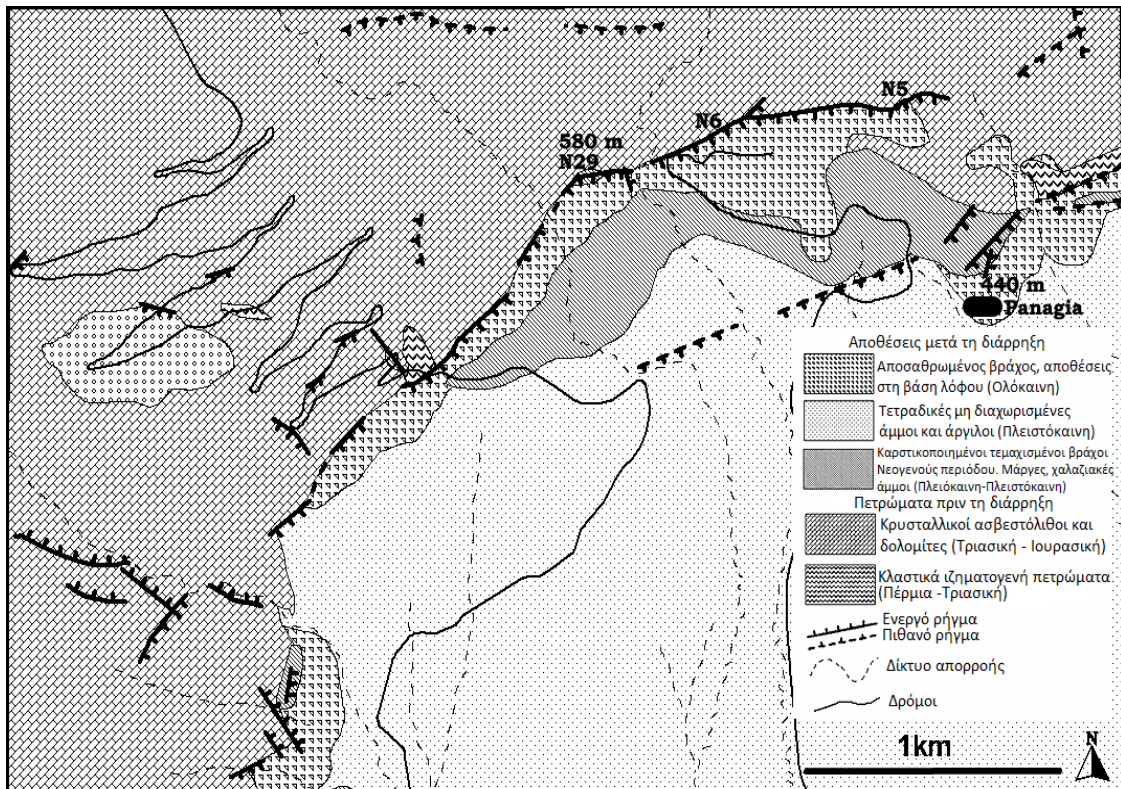 N5
N6
580 m
N29
440 m
Panagia
Αποθέσεις μετά τη διάρρηξη
Αποσαθρωμένος βράχος, αποθέσεις
στη βάση λόφου (Ολόκαινη)
Τετραδικές μη διαχωρισμένες
άμμοι και άργιλοι (Πλειστόκαινη)
Καρστικοποιημένοι τεμαχισμένοι βράχοι
Νεογενούς περιόδου. Μάργες, χαλαζιακές
άμμοι (Πλειόκαινη-Πλειστόκαινη)
Πετρώματα πριν τη διάρρηξη
Κρυσταλλικοί ασβεστόλιθοι και
δολομίτες (Τριασική - Ιουρασική)
Κλαστικά ιζηματογενή πετρώματα
(Πέρμια -Τριασική)
Ενεργό ρήγμα
Πιθανό ρήγμα
Δίκτυο απορροής
Δρόμοι
1km
N